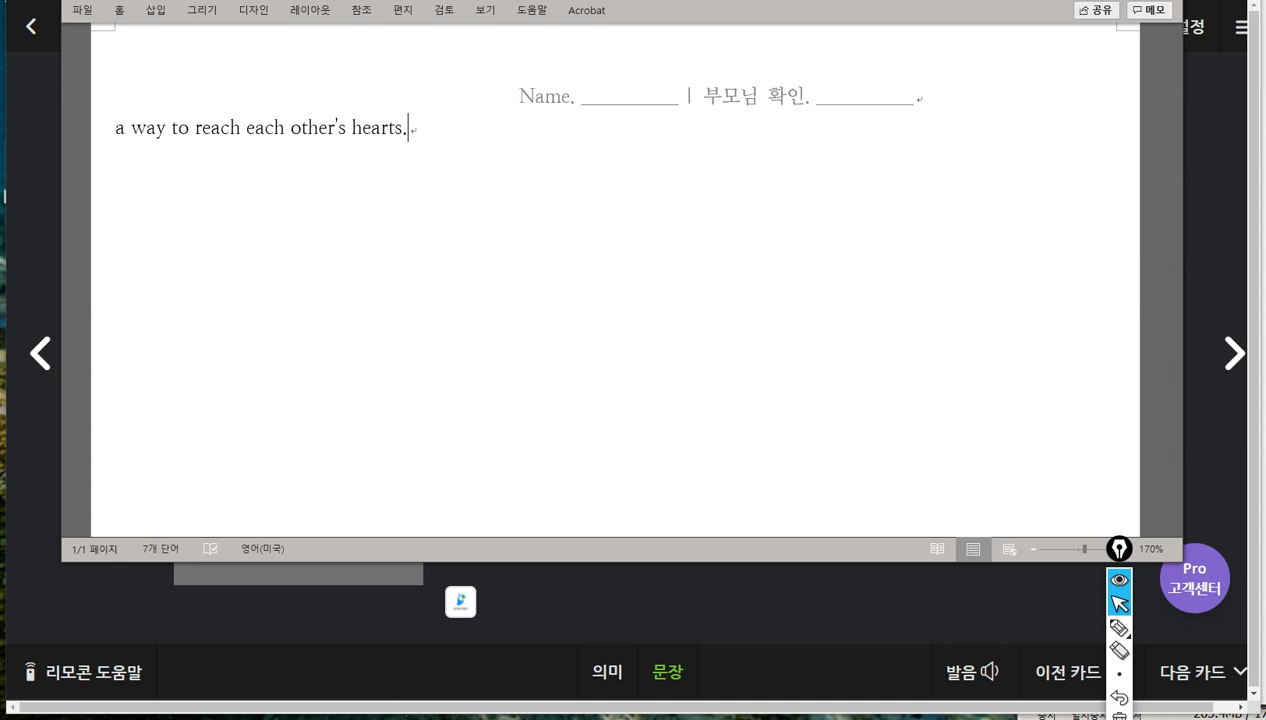 파일 홈 삽입 그리기 디자인 레이아웃 참조 편지 검토 보기 도움말 Acrobat 공유 메모
설정
Name. __________ | 부모님 확인. __________
a way to reach each other's hearts.
1/1 페이지 7개 단어 영어(미국) 170%
Pro
고객센터
리모콘 도움말 의미 문장 발음 이전 카드 다음 카드